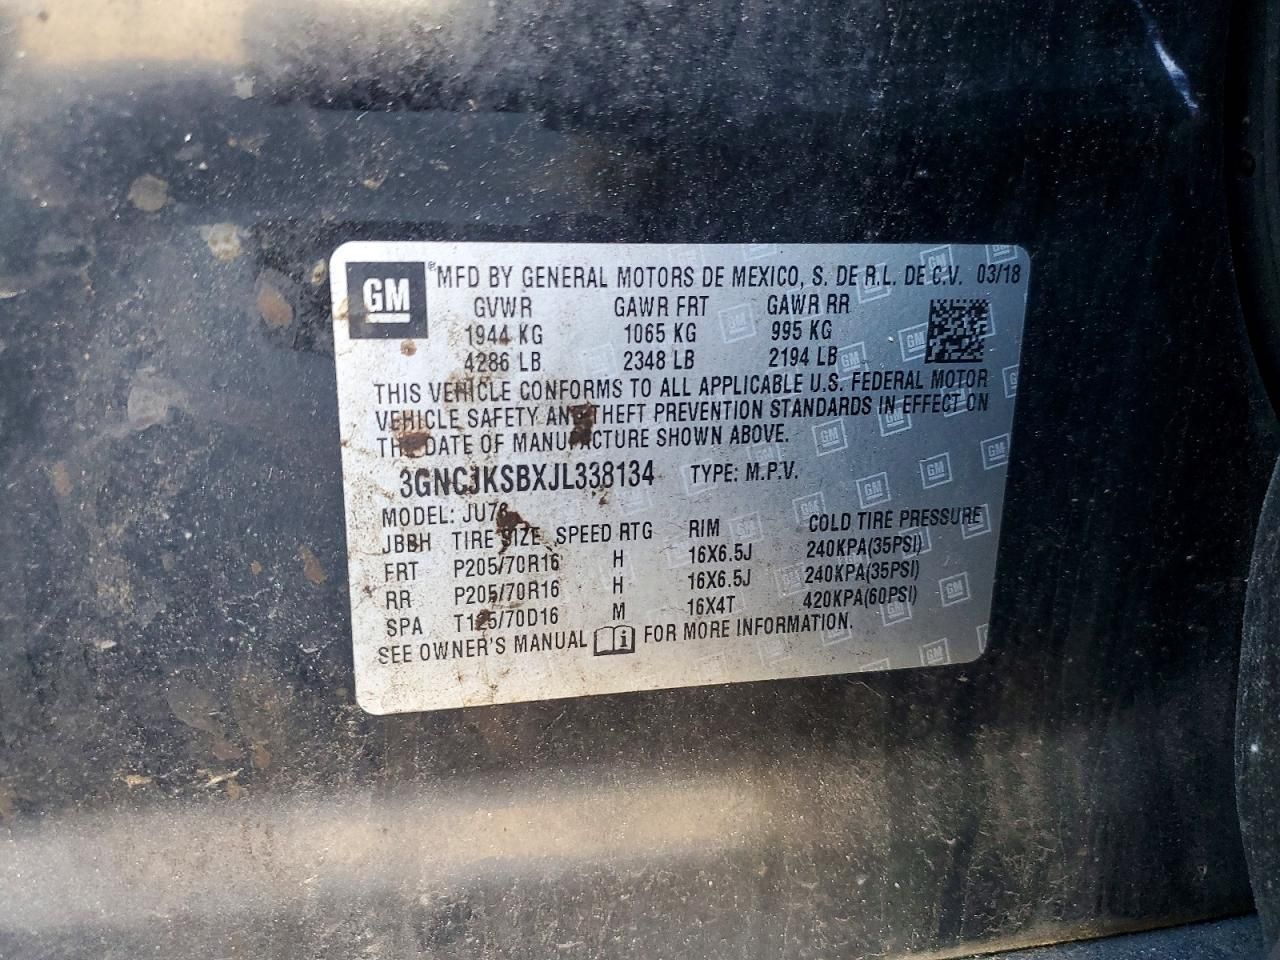 GM ® MFD BY GENERAL MOTORS DE MEXICO, S. DE R.L. DE C.V. 03/18
GVWR GAWR FRT GAWR RR
1944 KG 1065 KG 995 KG
4286 LB 2348 LB 2194 LB
THIS VEHICLE CONFORMS TO ALL APPLICABLE U.S. FEDERAL MOTOR
VEHICLE SAFETY AND THEFT PREVENTION STANDARDS IN EFFECT ON
THE DATE OF MANUFACTURE SHOWN ABOVE.
3GNCJKSBXJL338134 TYPE: M.P.V.
MODEL: JU76
JBBH TIRE SIZE SPEED RTG RIM COLD TIRE PRESSURE
FRT P205/70R16 H 16X6.5J 240KPA(35PSI)
RR P205/70R16 H 16X6.5J 240KPA(35PSI)
SPA T125/70D16 M 16X4T 420KPA(60PSI)
SEE OWNER'S MANUAL FOR MORE INFORMATION.